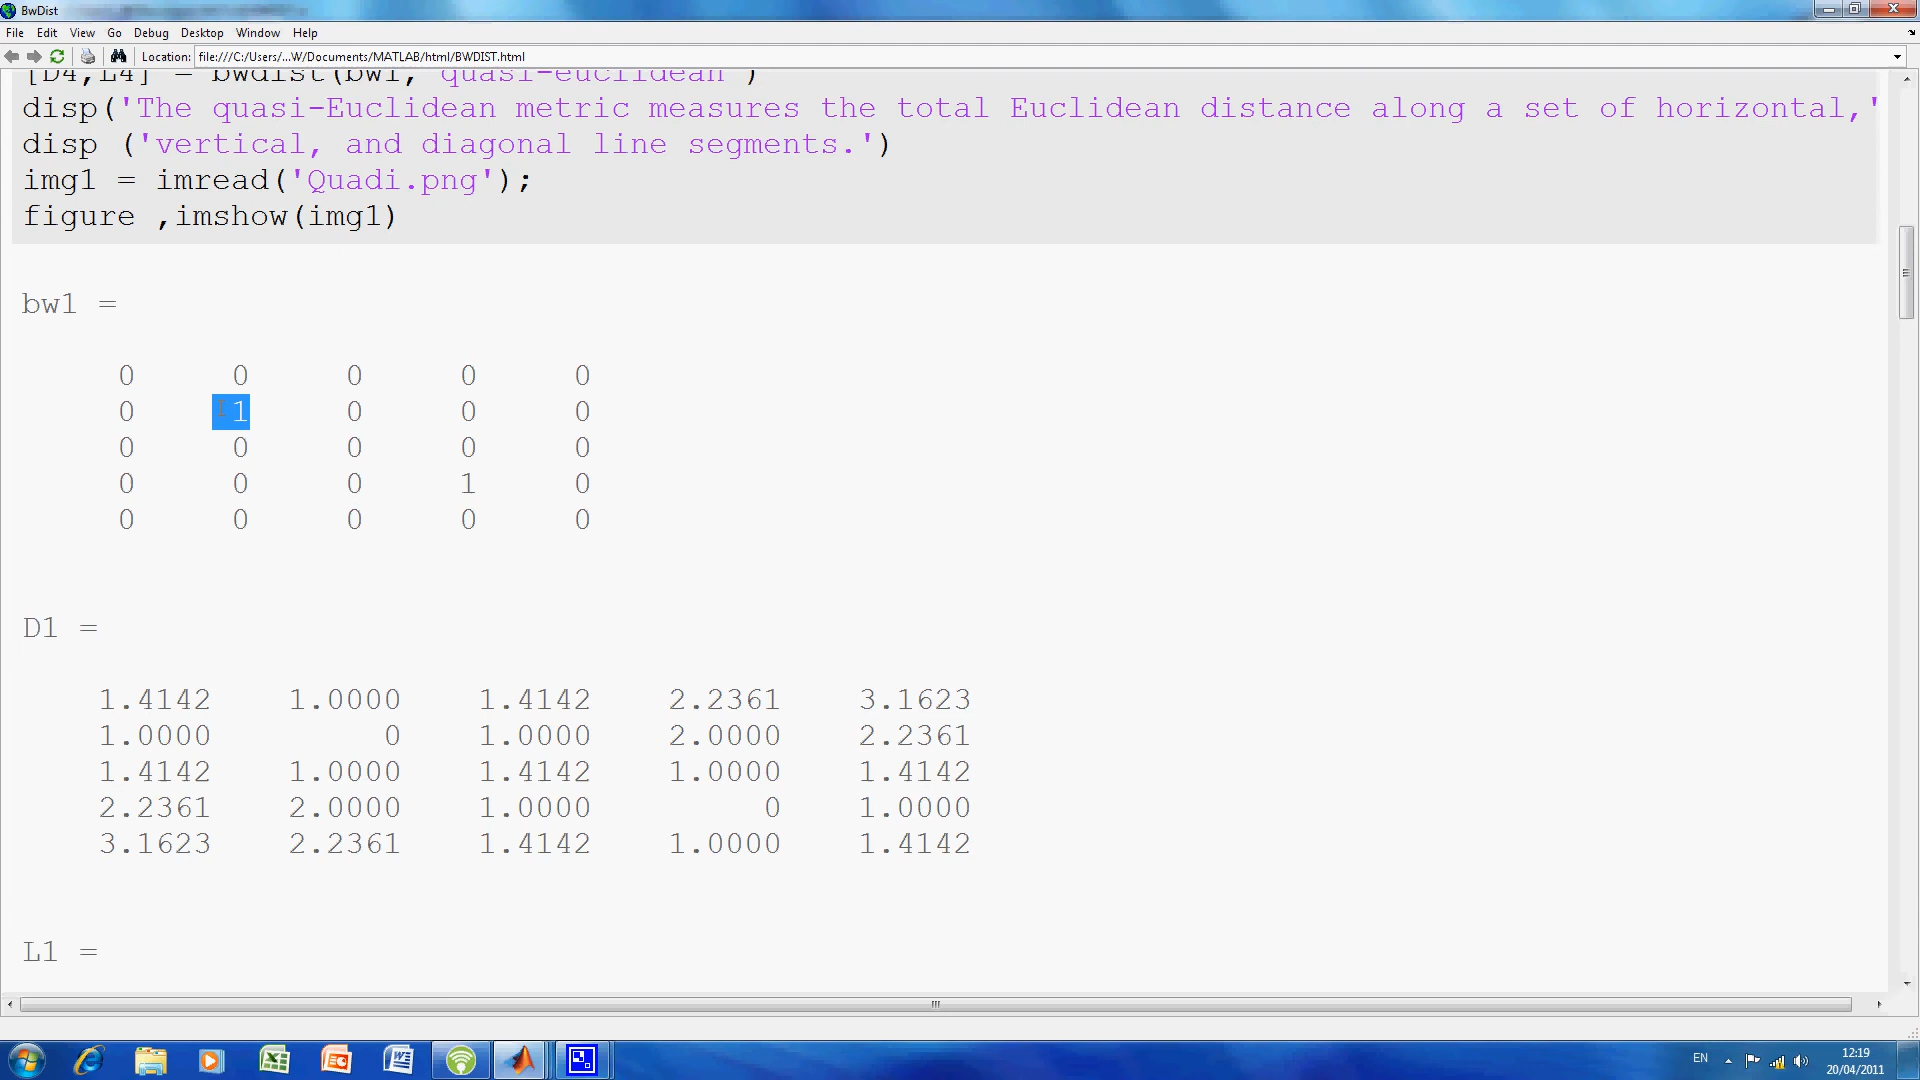 BwDist
File Edit View Go Debug Desktop Window Help
Location: file:///C:/Users/...W/Documents/MATLAB/html/BWDIST.html
[D4,L4] = bwdist(bw1, 'quasi-euclidean')
disp('The quasi-Euclidean metric measures the total Euclidean distance along a set of horizontal,'
disp ('vertical, and diagonal line segments.')
img1 = imread('Quadi.png');
figure ,imshow(img1)
bw1 =
0 0 0 0 0
0 1 0 0 0
0 0 0 0 0
0 0 0 1 0
0 0 0 0 0
D1 =
1.4142 1.0000 1.4142 2.2361 3.1623
1.0000 0 1.0000 2.0000 2.2361
1.4142 1.0000 1.4142 1.0000 1.4142
2.2361 2.0000 1.0000 0 1.0000
3.1623 2.2361 1.4142 1.0000 1.4142
L1 =
EN
12:19
20/04/2011